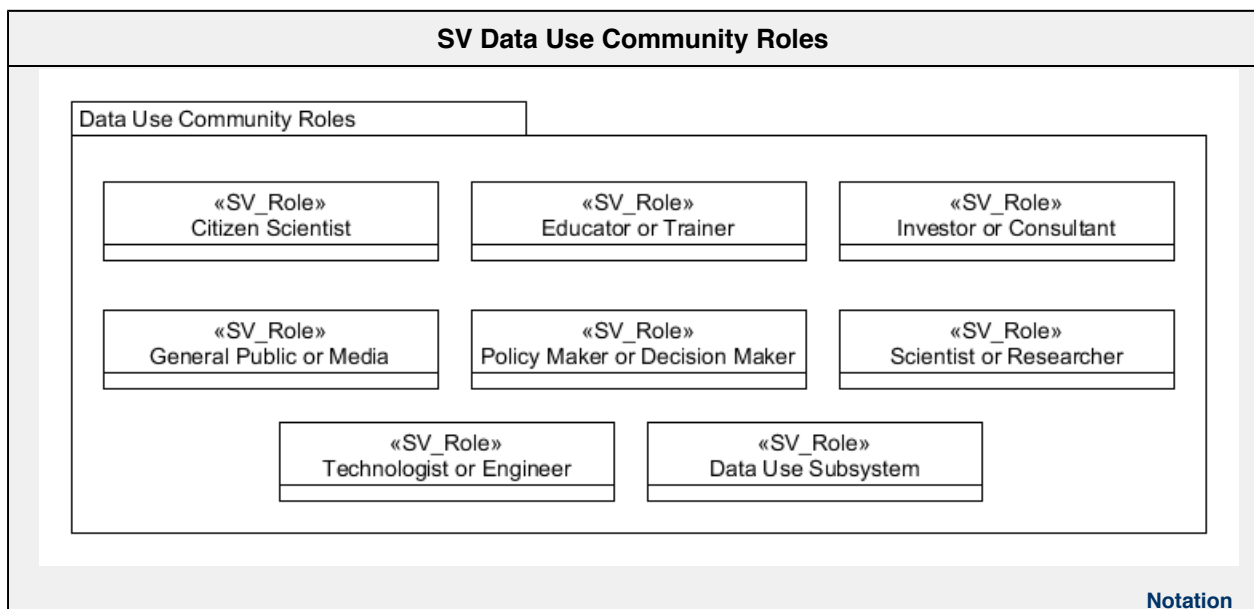 SV Data Use Community Roles
Data Use Community Roles
«SV_Role»
Citizen Scientist
«SV_Role»
Educator or Trainer
«SV_Role»
Investor or Consultant
«SV_Role»
General Public or Media
«SV_Role»
Policy Maker or Decision Maker
«SV_Role»
Scientist or Researcher
«SV_Role»
Technologist or Engineer
«SV_Role»
Data Use Subsystem
Notation